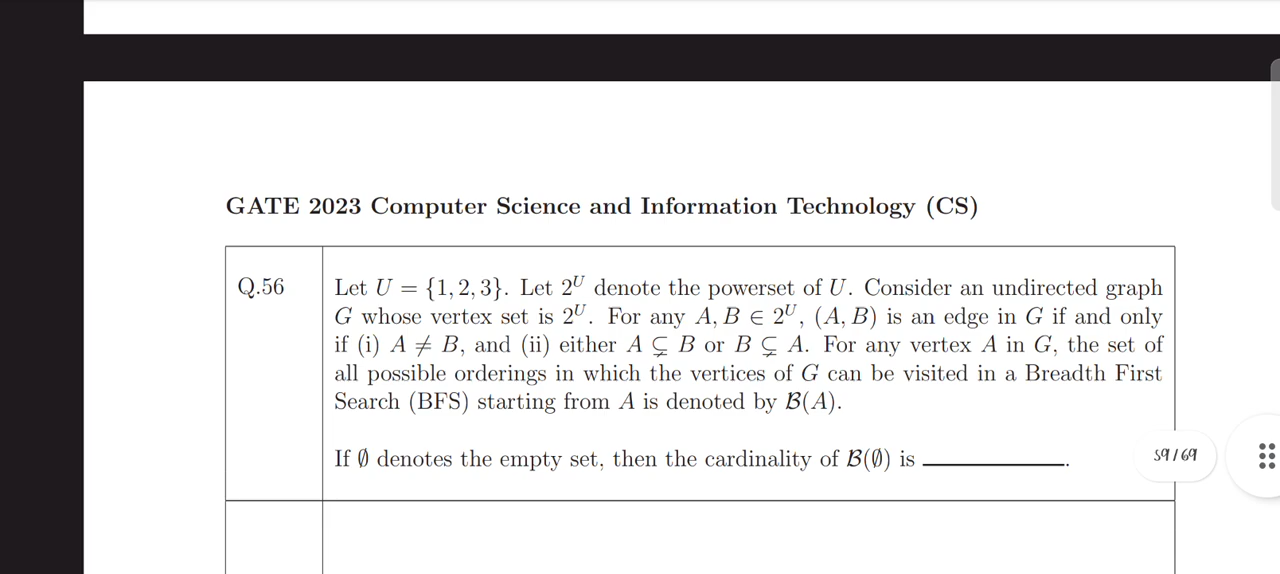 GATE 2023 Computer Science and Information Technology (CS)
Q.56
Let U = {1, 2, 3}. Let 2^U denote the powerset of U. Consider an undirected graph
G whose vertex set is 2^U. For any A, B ∈ 2^U, (A, B) is an edge in G if and only
if (i) A ≠ B, and (ii) either A ⊊ B or B ⊊ A. For any vertex A in G, the set of
all possible orderings in which the vertices of G can be visited in a Breadth First
Search (BFS) starting from A is denoted by ℬ(A).
If ∅ denotes the empty set, then the cardinality of ℬ(∅) is ________.
59/69